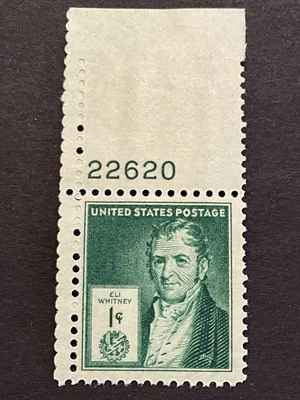 22620
UNITED STATES POSTAGE
ELI
WHITNEY
1¢